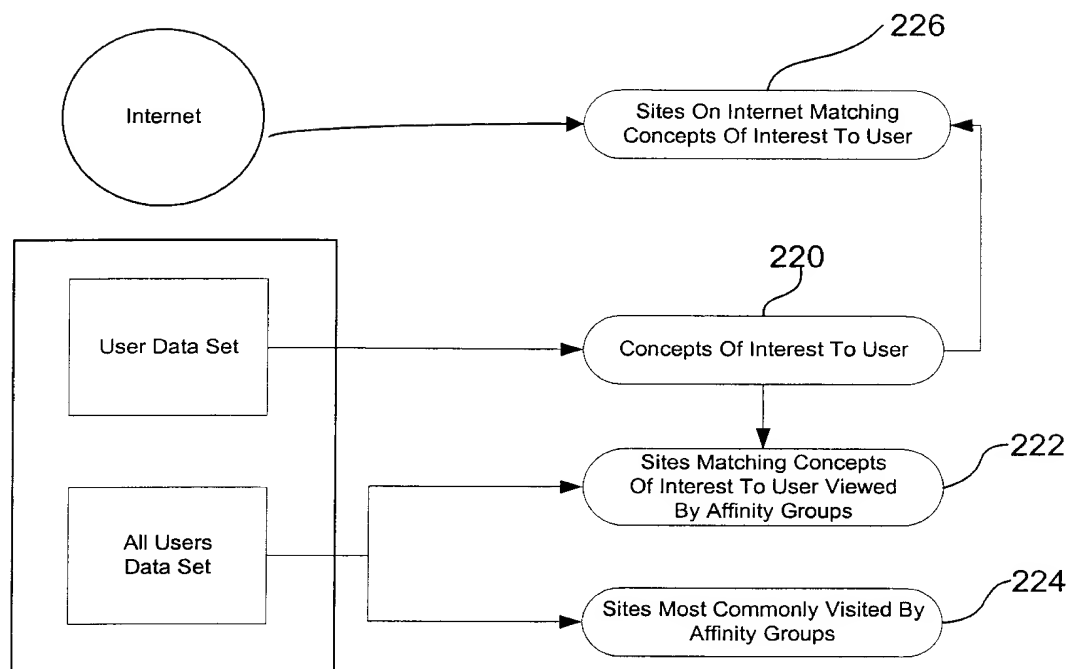 226
Internet
Sites On Internet Matching
Concepts Of Interest To User
220
User Data Set
Concepts Of Interest To User
222
Sites Matching Concepts
Of Interest To User Viewed
By Affinity Groups
All Users
Data Set
224
Sites Most Commonly Visited By
Affinity Groups